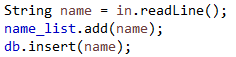 String name = in.readLine();
name_list.add(name);
db.insert(name);